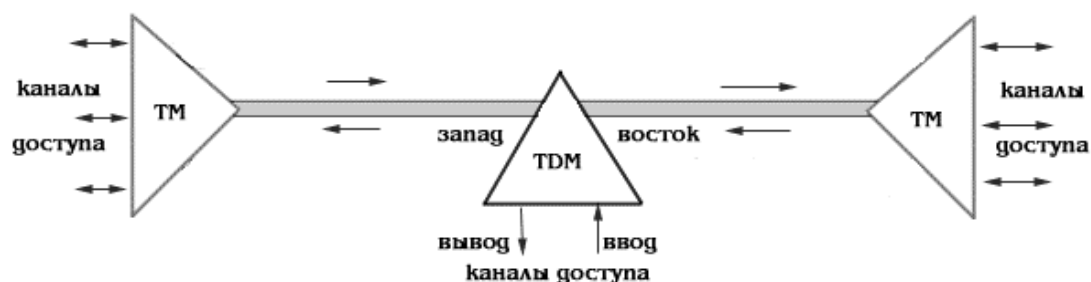 каналы
доступа
TM
запад
TDM
восток
вывод
ввод
каналы доступа
TM
каналы
доступа